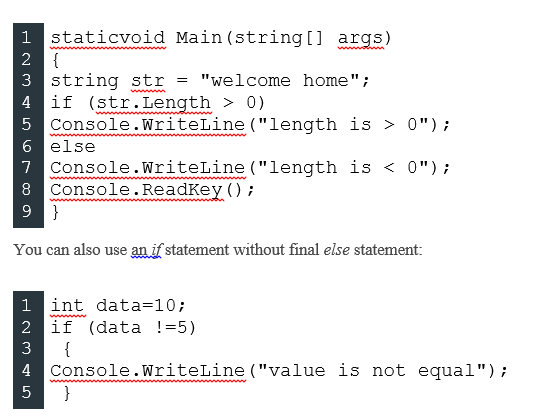 1 staticvoid Main(string[] args)
2 {
3 string str = "welcome home";
4 if (str.Length > 0)
5 Console.WriteLine("length is > 0");
6 else
7 Console.WriteLine("length is < 0");
8 Console.ReadKey();
9 }
You can also use an if statement without final else statement:
1 int data=10;
2 if (data !=5)
3 {
4 Console.WriteLine("value is not equal");
5 }